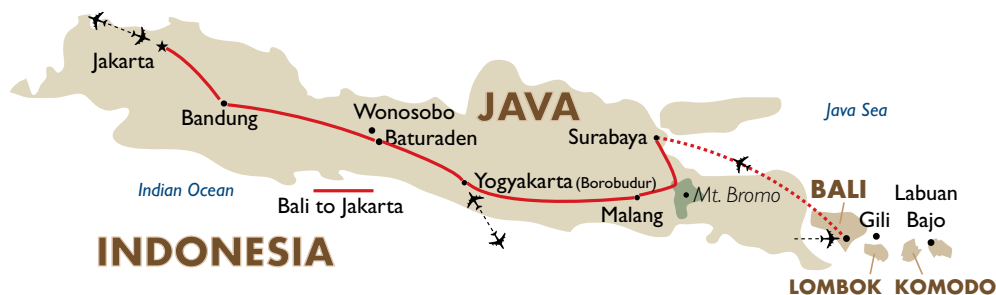 Jakarta
Bandung
Wonosobo
Baturaden
JAVA
Surabaya
Java Sea
Indian Ocean
Bali to Jakarta
INDONESIA
Yogyakarta (Borobudur)
Malang
Mt. Bromo
BALI
Gili
Labuan
Bajo
LOMBOK
KOMODO